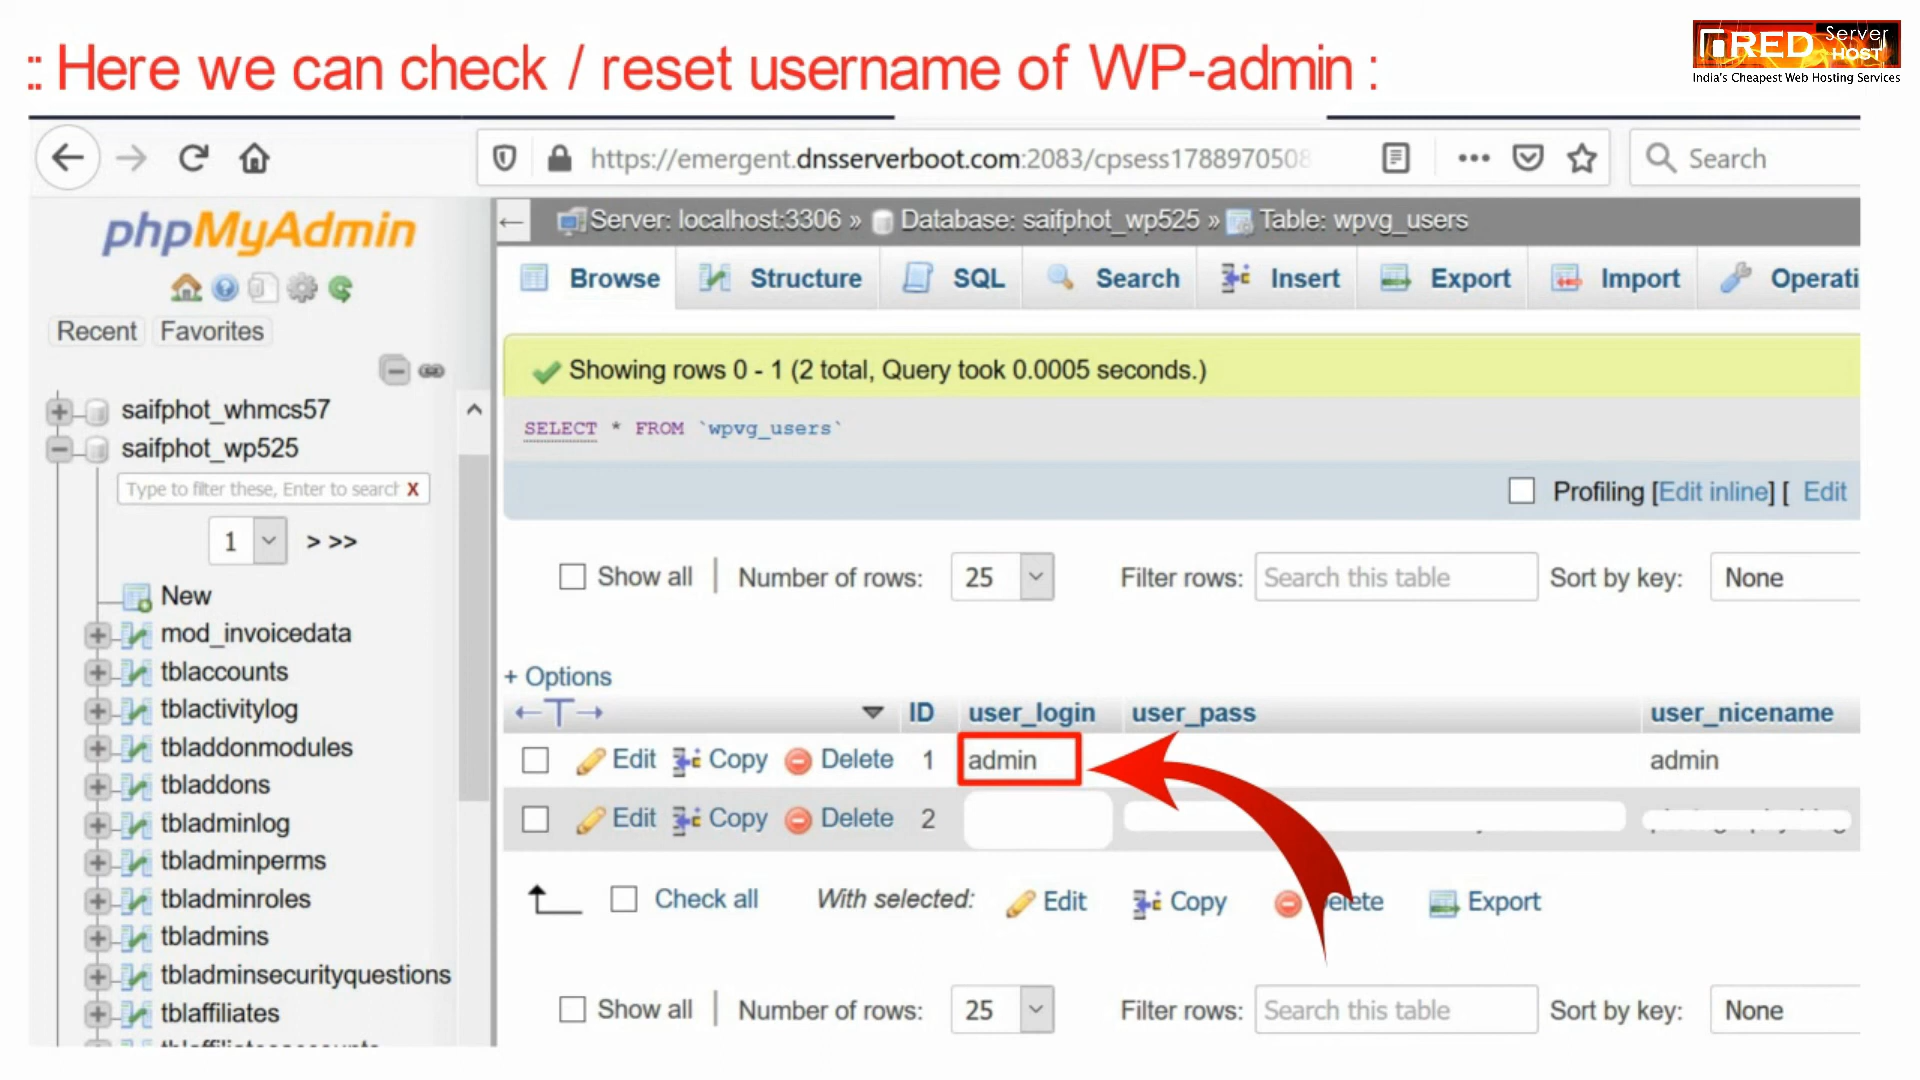 :: Here we can check / reset username of WP-admin :
RED Server HOST
India's Cheapest Web Hosting Services
https://emergent.dnsserverboot.com:2083/cpsess1788970508
Search
phpMyAdmin
Recent Favorites
saifphot_whmcs57
saifphot_wp525
Type to filter these, Enter to search X
1 > >>
New
mod_invoicedata
tblaccounts
tblactivitylog
tbladdonmodules
tbladdons
tbladminlog
tbladminperms
tbladminroles
tbladmins
tbladminsecurityquestions
tblaffiliates
Server: localhost:3306 » Database: saifphot_wp525 » Table: wpvg_users
Browse Structure SQL Search Insert Export Import Operati
Showing rows 0 - 1 (2 total, Query took 0.0005 seconds.)
SELECT * FROM `wpvg_users`
Profiling [Edit inline] [ Edit
Show all | Number of rows: 25 Filter rows: Search this table Sort by key: None
+ Options
←T→ ID user_login user_pass user_nicename
Edit Copy Delete 1 admin admin
Edit Copy Delete 2
Check all With selected: Edit Copy Delete Export
Show all | Number of rows: 25 Filter rows: Search this table Sort by key: None